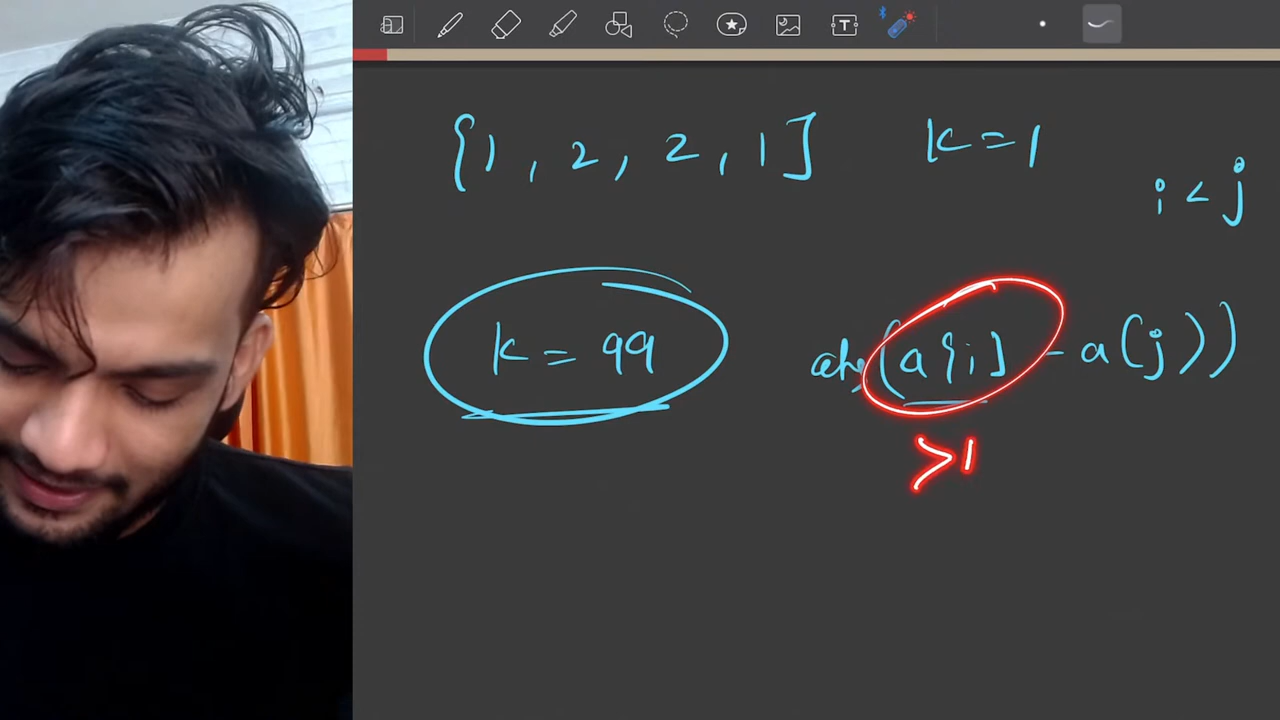 {1, 2, 2, 1] k=1
i < j
k = 99 abs(a[i] - a(j))
>1